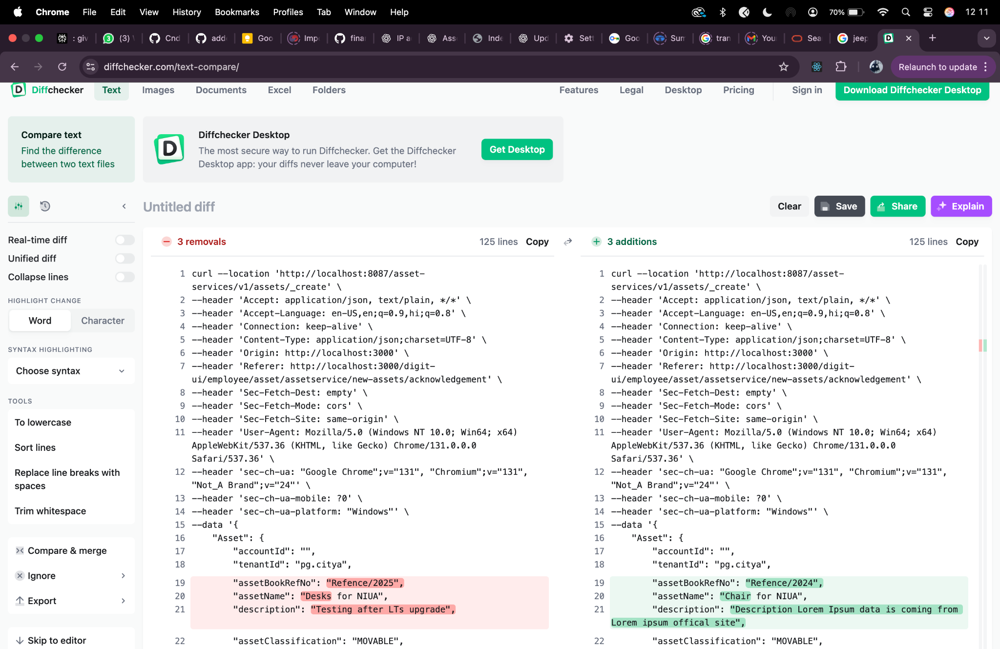 Chrome File Edit View History Bookmarks Profiles Tab Window Help 70% 12 11
: giv (3) Cnd add Goo Imp finar IP a Ass Inde Upd Sett Goo Sum tran You Sea jeep
diffchecker.com/text-compare/ Relaunch to update
Diffchecker Text Images Documents Excel Folders Features Legal Desktop Pricing Sign in Download Diffchecker Desktop
Compare text
Find the difference
between two text files
Diffchecker Desktop
The most secure way to run Diffchecker. Get the Diffchecker
Desktop app: your diffs never leave your computer!
Get Desktop
Untitled diff
Clear Save Share Explain
Real-time diff
Unified diff
Collapse lines
HIGHLIGHT CHANGE
Word Character
SYNTAX HIGHLIGHTING
Choose syntax
TOOLS
To lowercase
Sort lines
Replace line breaks with
spaces
Trim whitespace
Compare & merge
Ignore
Export
Skip to editor
3 removals 125 lines Copy
1 curl --location 'http://localhost:8087/asset-
services/v1/assets/_create' \
2 --header 'Accept: application/json, text/plain, */*' \
3 --header 'Accept-Language: en-US,en;q=0.9,hi;q=0.8' \
4 --header 'Connection: keep-alive' \
5 --header 'Content-Type: application/json;charset=UTF-8' \
6 --header 'Origin: http://localhost:3000' \
7 --header 'Referer: http://localhost:3000/digit-
ui/employee/asset/assetservice/new-assets/acknowledgement' \
8 --header 'Sec-Fetch-Dest: empty' \
9 --header 'Sec-Fetch-Mode: cors' \
10 --header 'Sec-Fetch-Site: same-origin' \
11 --header 'User-Agent: Mozilla/5.0 (Windows NT 10.0; Win64; x64)
AppleWebKit/537.36 (KHTML, like Gecko) Chrome/131.0.0.0
Safari/537.36' \
12 --header 'sec-ch-ua: "Google Chrome";v="131", "Chromium";v="131",
"Not_A Brand";v="24"' \
13 --header 'sec-ch-ua-mobile: ?0' \
14 --header 'sec-ch-ua-platform: "Windows"' \
15 --data '{
16 "Asset": {
17 "accountId": "",
18 "tenantId": "pg.citya",
19 "assetBookRefNo": "Refence/2025",
20 "assetName": "Desks for NIUA",
21 "description": "Testing after LTs upgrade",
22 "assetClassification": "MOVABLE",
3 additions 125 lines Copy
1 curl --location 'http://localhost:8087/asset-
services/v1/assets/_create' \
2 --header 'Accept: application/json, text/plain, */*' \
3 --header 'Accept-Language: en-US,en;q=0.9,hi;q=0.8' \
4 --header 'Connection: keep-alive' \
5 --header 'Content-Type: application/json;charset=UTF-8' \
6 --header 'Origin: http://localhost:3000' \
7 --header 'Referer: http://localhost:3000/digit-
ui/employee/asset/assetservice/new-assets/acknowledgement' \
8 --header 'Sec-Fetch-Dest: empty' \
9 --header 'Sec-Fetch-Mode: cors' \
10 --header 'Sec-Fetch-Site: same-origin' \
11 --header 'User-Agent: Mozilla/5.0 (Windows NT 10.0; Win64; x64)
AppleWebKit/537.36 (KHTML, like Gecko) Chrome/131.0.0.0
Safari/537.36' \
12 --header 'sec-ch-ua: "Google Chrome";v="131", "Chromium";v="131",
"Not_A Brand";v="24"' \
13 --header 'sec-ch-ua-mobile: ?0' \
14 --header 'sec-ch-ua-platform: "Windows"' \
15 --data '{
16 "Asset": {
17 "accountId": "",
18 "tenantId": "pg.citya",
19 "assetBookRefNo": "Refence/2024",
20 "assetName": "Chair for NIUA",
21 "description": "Description Lorem Ipsum data is coming from
Lorem ipsum offical site",
22 "assetClassification": "MOVABLE",